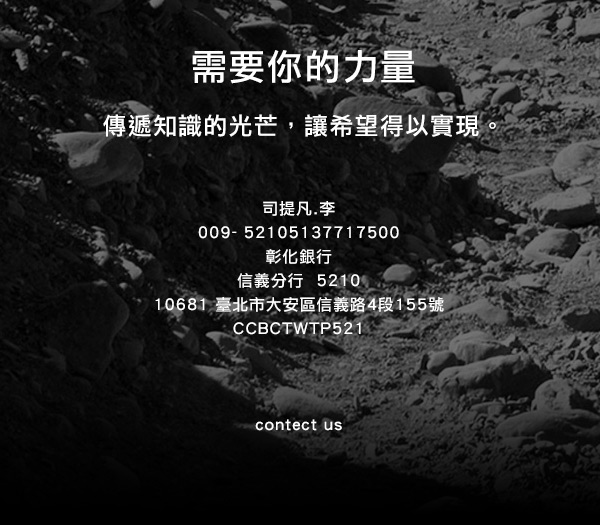 需要你的力量
傳遞知識的光芒，讓希望得以實現。
司提凡.李
009- 52105137717500
彰化銀行
信義分行 5210
10681 臺北市大安區信義路4段155號
CCBCTWTP521
contect us